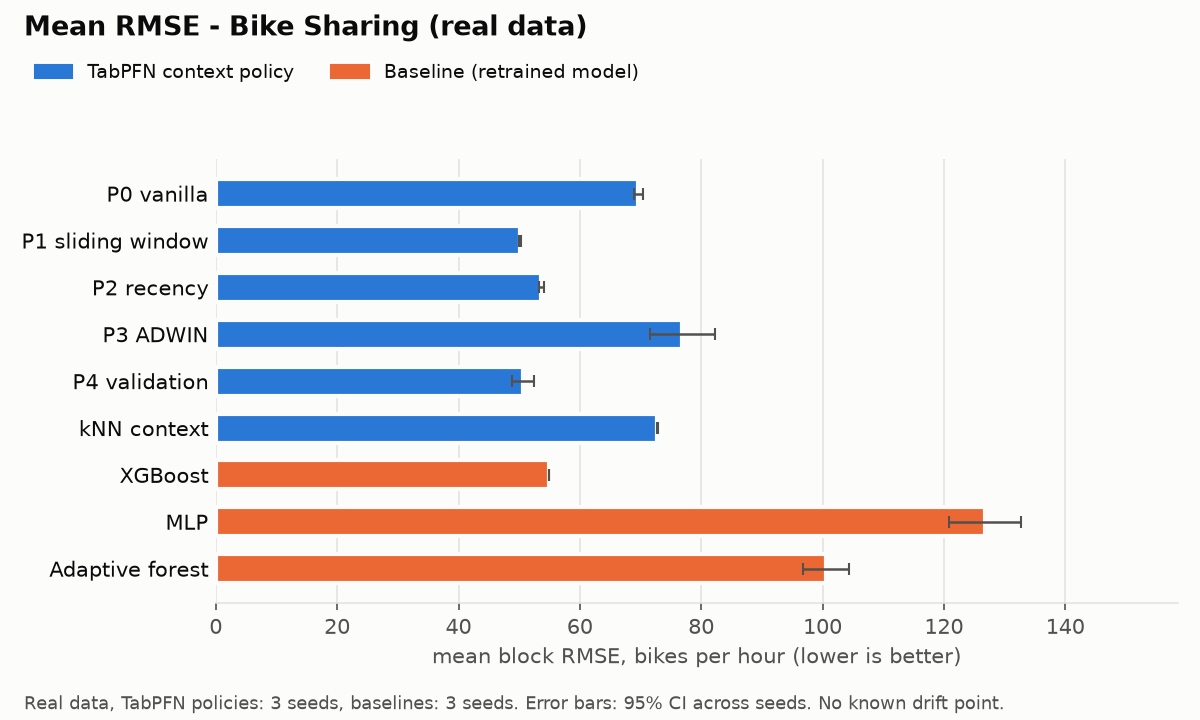 Mean RMSE - Bike Sharing (real data)
TabPFN context policy
Baseline (retrained model)
P0 vanilla
P1 sliding window
P2 recency
P3 ADWIN
P4 validation
kNN context
XGBoost
MLP
Adaptive forest
0 20 40 60 80 100 120 140
mean block RMSE, bikes per hour (lower is better)
Real data, TabPFN policies: 3 seeds, baselines: 3 seeds. Error bars: 95% CI across seeds. No known drift point.